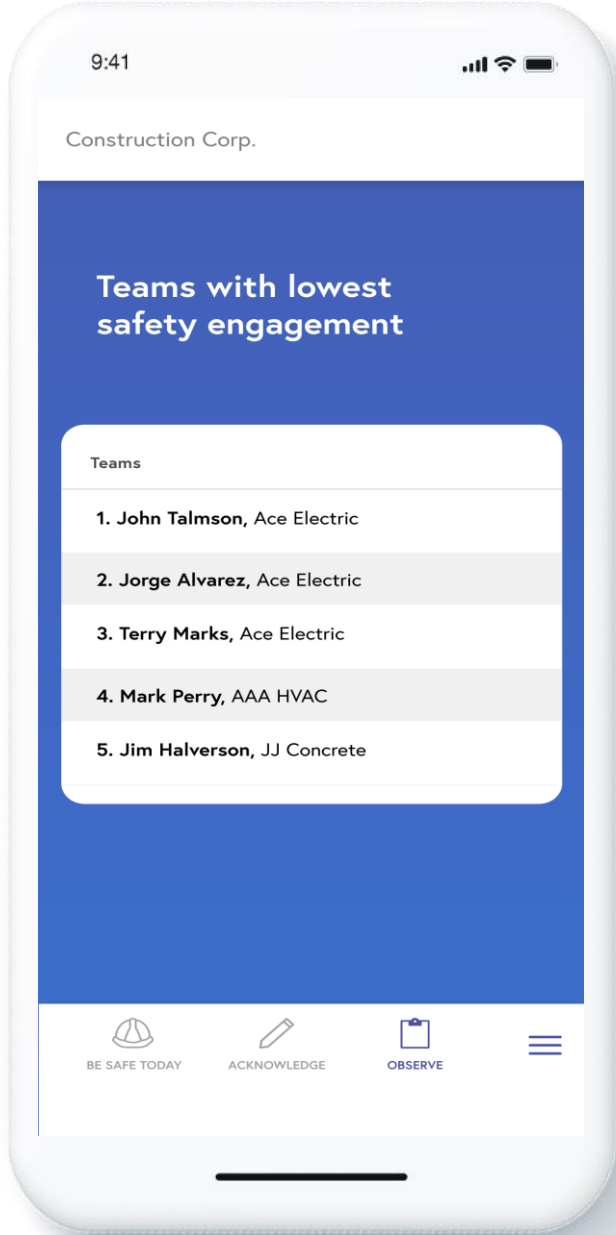 9:41
Construction Corp.
Teams with lowest
safety engagement
Teams
1. John Talmson, Ace Electric
2. Jorge Alvarez, Ace Electric
3. Terry Marks, Ace Electric
4. Mark Perry, AAA HVAC
5. Jim Halverson, JJ Concrete
BE SAFE TODAY ACKNOWLEDGE OBSERVE